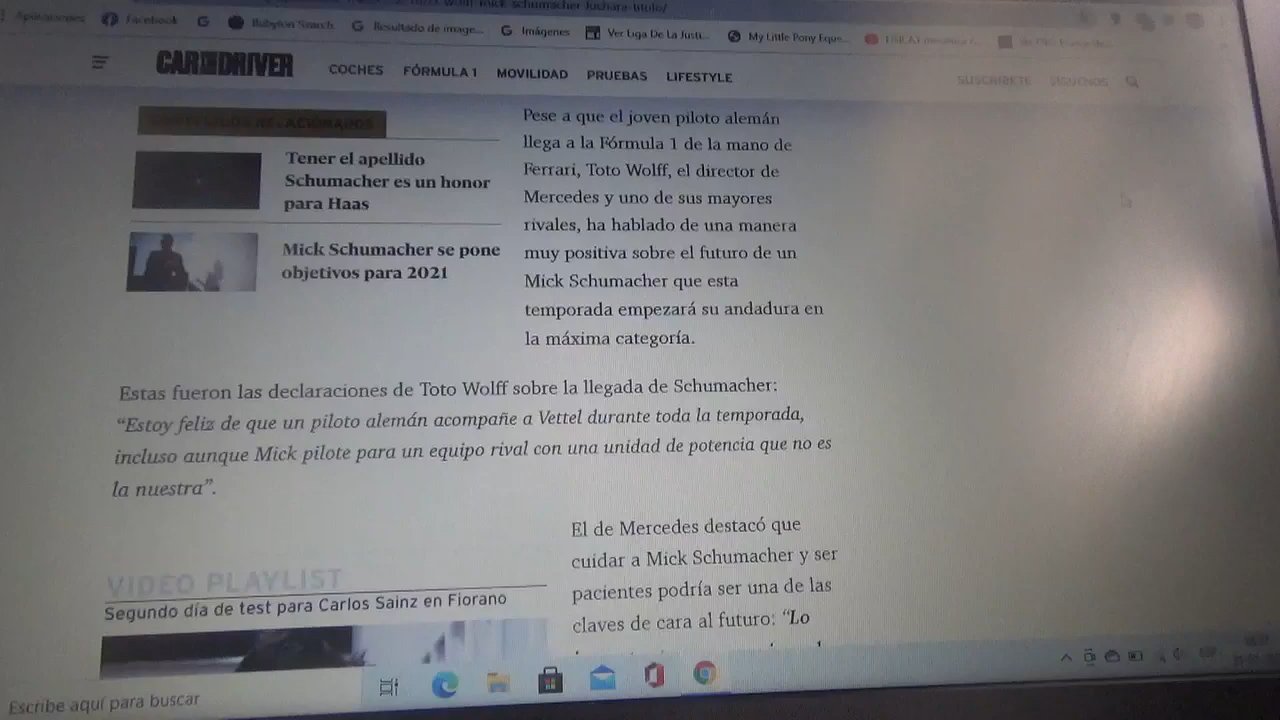 Aplicaciones Facebook Babylon Search Resultado de image... Imágenes Ver Liga De La Justi... My Little Pony Eque...
CAR AND DRIVER COCHES FÓRMULA 1 MOVILIDAD PRUEBAS LIFESTYLE SUSCRÍBETE SÍGUENOS
Tener el apellido
Schumacher es un honor
para Haas
Mick Schumacher se pone
objetivos para 2021
Pese a que el joven piloto alemán
llega a la Fórmula 1 de la mano de
Ferrari, Toto Wolff, el director de
Mercedes y uno de sus mayores
rivales, ha hablado de una manera
muy positiva sobre el futuro de un
Mick Schumacher que esta
temporada empezará su andadura en
la máxima categoría.
Estas fueron las declaraciones de Toto Wolff sobre la llegada de Schumacher:
“Estoy feliz de que un piloto alemán acompañe a Vettel durante toda la temporada,
incluso aunque Mick pilote para un equipo rival con una unidad de potencia que no es
la nuestra”.
VIDEO PLAYLIST
Segundo día de test para Carlos Sainz en Fiorano
El de Mercedes destacó que
cuidar a Mick Schumacher y ser
pacientes podría ser una de las
claves de cara al futuro: “Lo
Escribe aquí para buscar